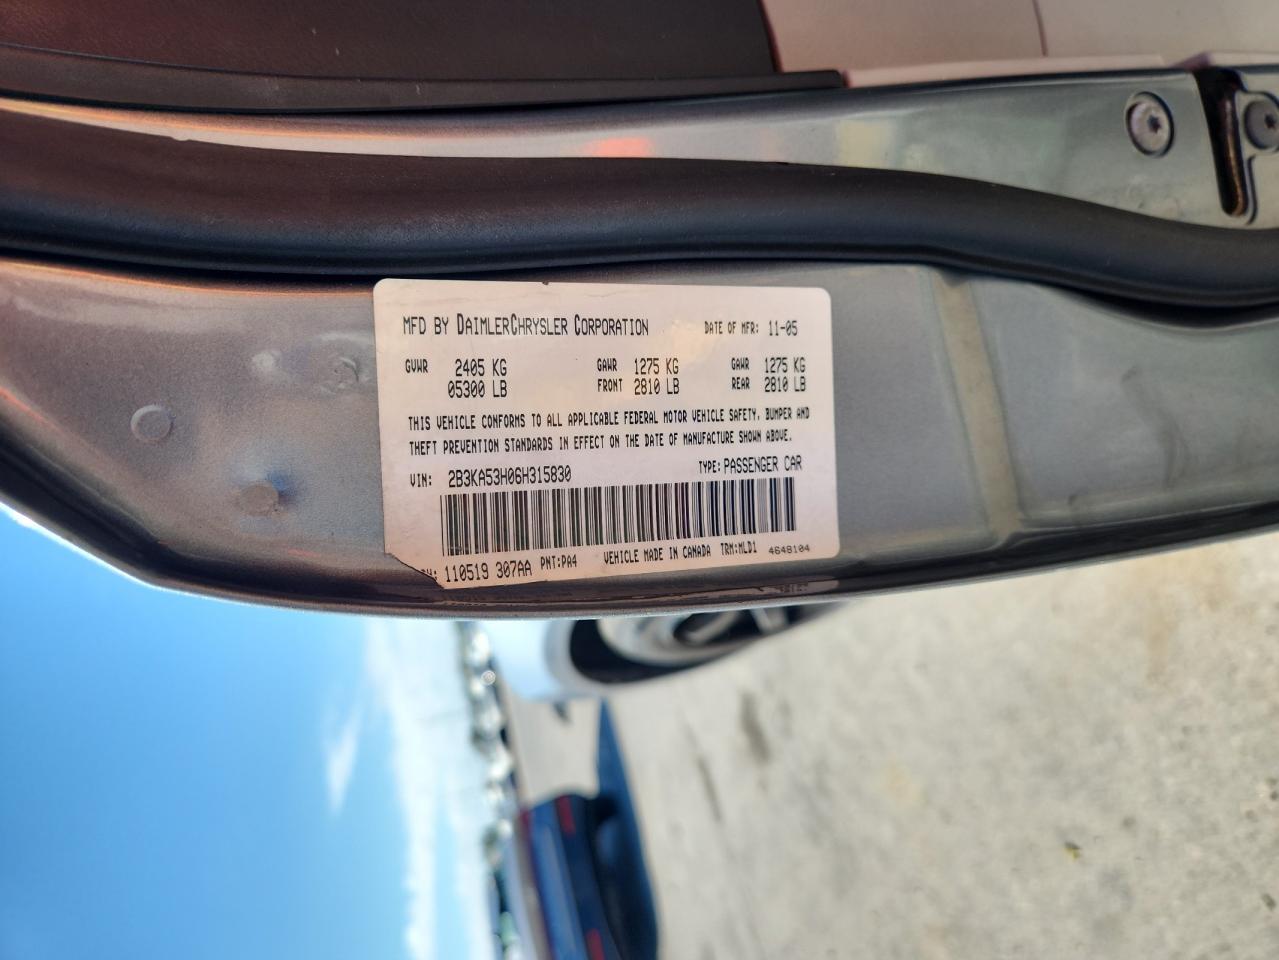 MFD BY DAIMLERCHRYSLER CORPORATION DATE OF MFR: 11-05
GVWR 2405 KG GAWR 1275 KG GAWR 1275 KG
05300 LB FRONT 2810 LB REAR 2810 LB
THIS VEHICLE CONFORMS TO ALL APPLICABLE FEDERAL MOTOR VEHICLE SAFETY, BUMPER AND
THEFT PREVENTION STANDARDS IN EFFECT ON THE DATE OF MANUFACTURE SHOWN ABOVE.
VIN: 2B3KA53H06H315830 TYPE: PASSENGER CAR
110519 307AA PNT:PA4 VEHICLE MADE IN CANADA TRM:MLD1 4648104